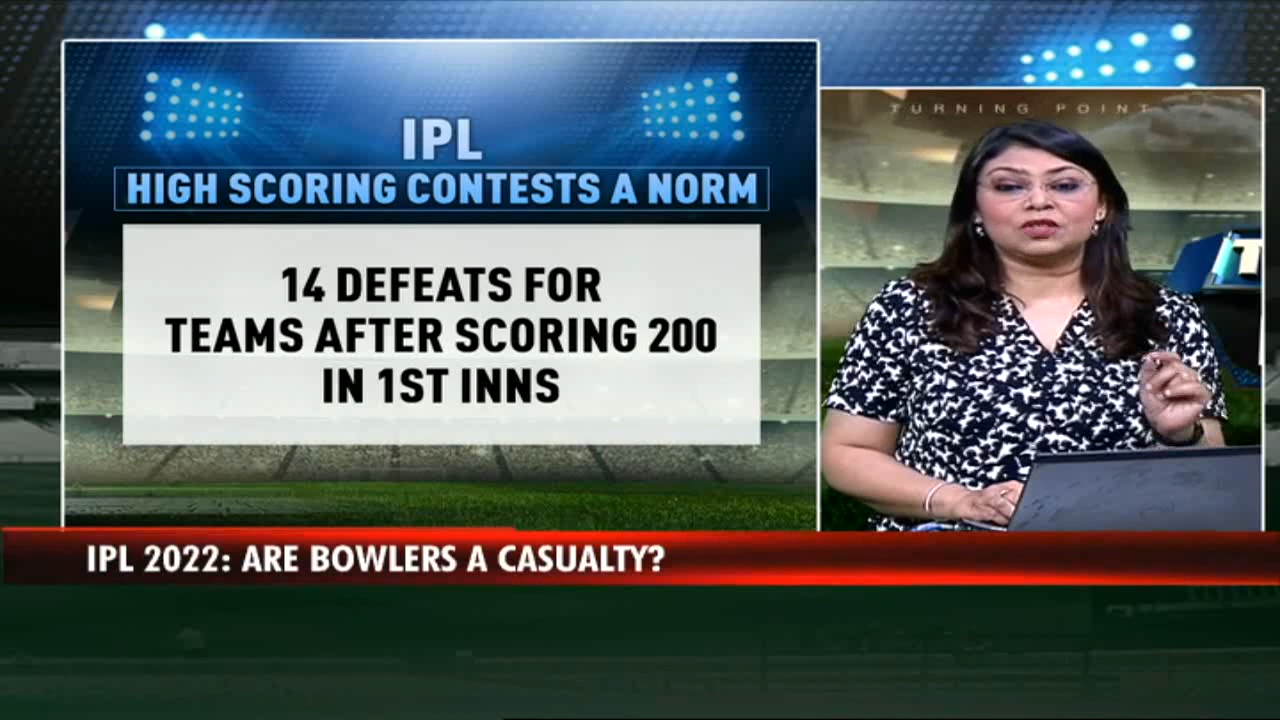 IPL
HIGH SCORING CONTESTS A NORM
14 DEFEATS FOR
TEAMS AFTER SCORING 200
IN 1ST INNS
TURNING POINT
T
IPL 2022: ARE BOWLERS A CASUALTY?